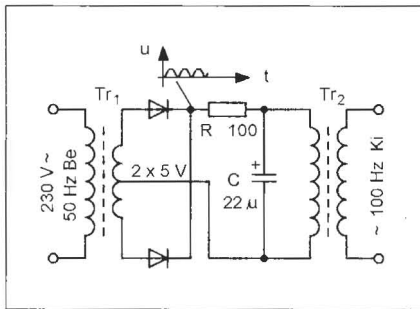 u
t
Tr1
Tr2
R 100
2 x 5 V
+
C
22 µ
230 V ~
50 Hz Be
~ 100 Hz Ki